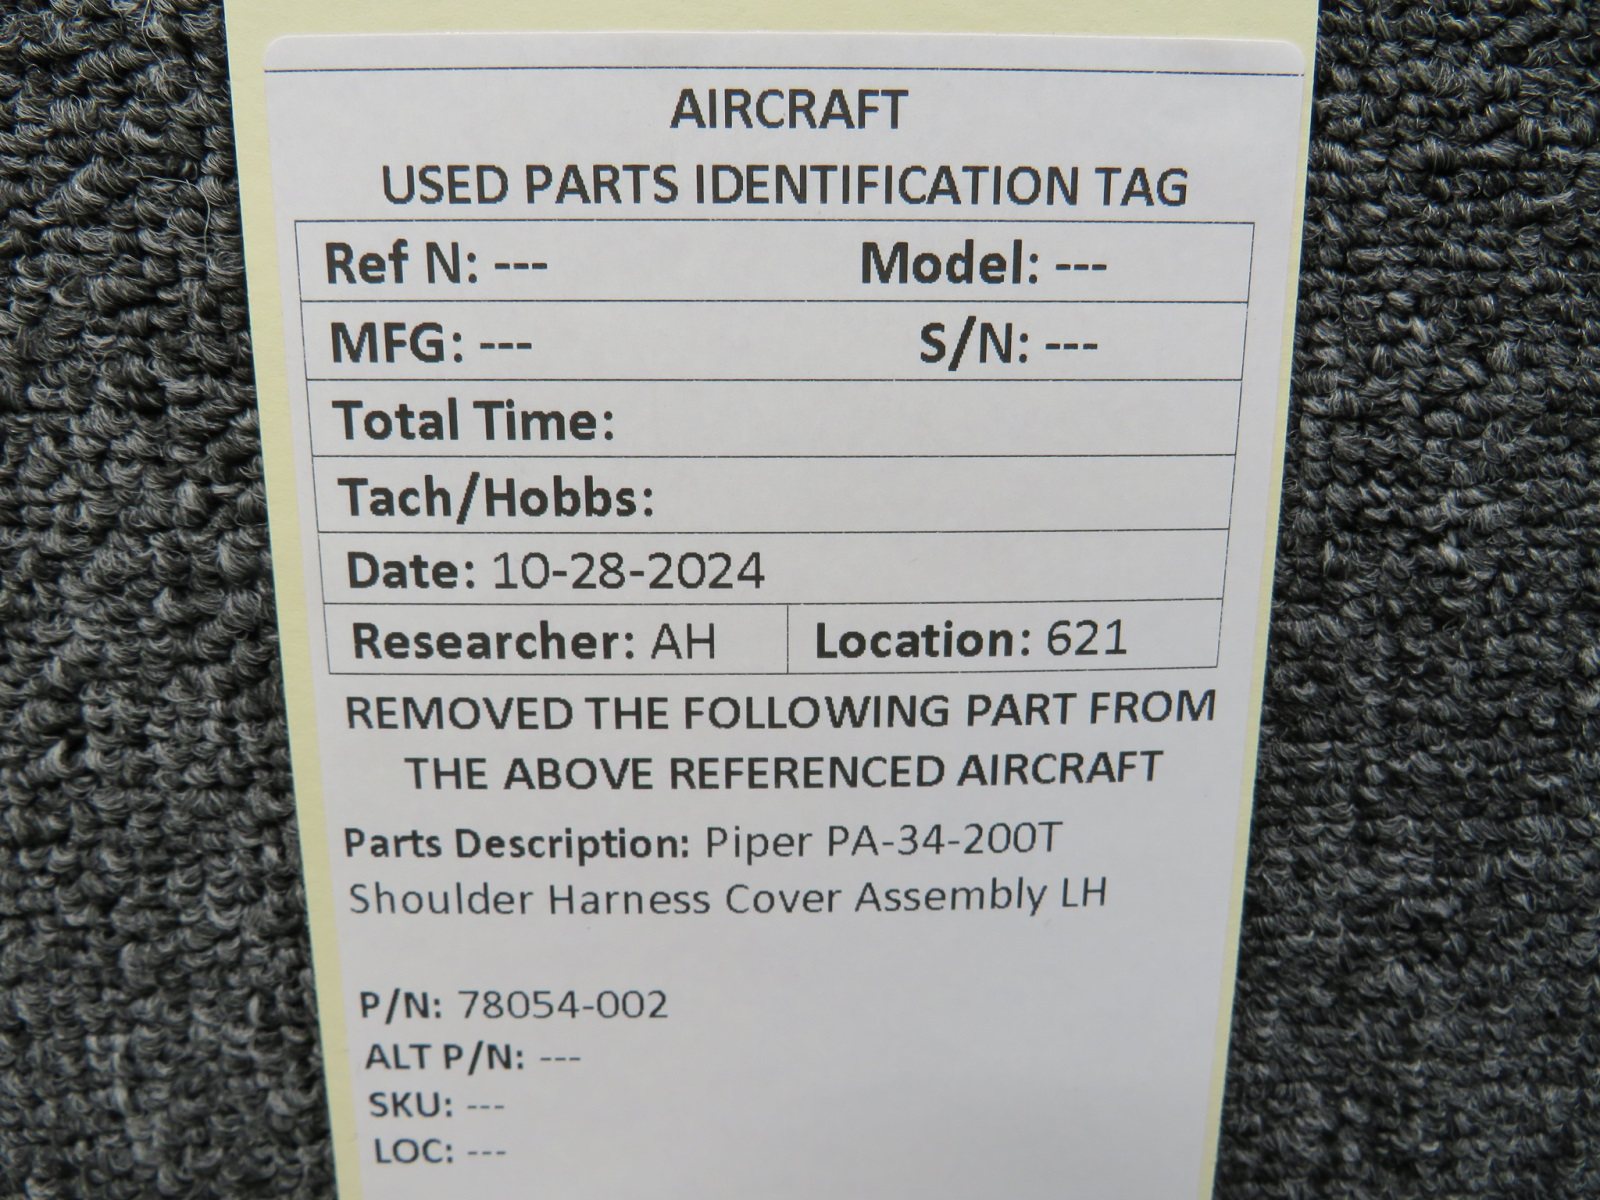 AIRCRAFT
USED PARTS IDENTIFICATION TAG
Ref N: --- Model: ---
MFG: --- S/N: ---
Total Time:
Tach/Hobbs:
Date: 10-28-2024
Researcher: AH Location: 621
REMOVED THE FOLLOWING PART FROM
THE ABOVE REFERENCED AIRCRAFT
Parts Description: Piper PA-34-200T
Shoulder Harness Cover Assembly LH
P/N: 78054-002
ALT P/N: ---
SKU: ---
LOC: ---